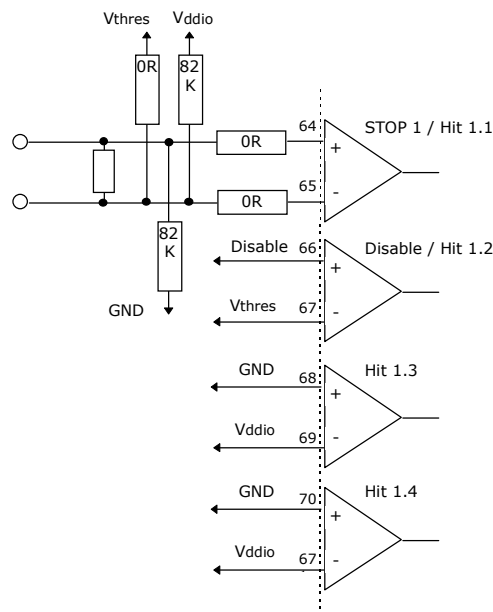 Vthres Vddio
0R 82
K
64 STOP 1 / Hit 1.1
0R +
65 -
0R
82
K
GND
Disable 66 Disable / Hit 1.2
+
Vthres 67 -
GND 68 Hit 1.3
+
Vddio 69 -
GND 70 Hit 1.4
+
Vddio 67 -